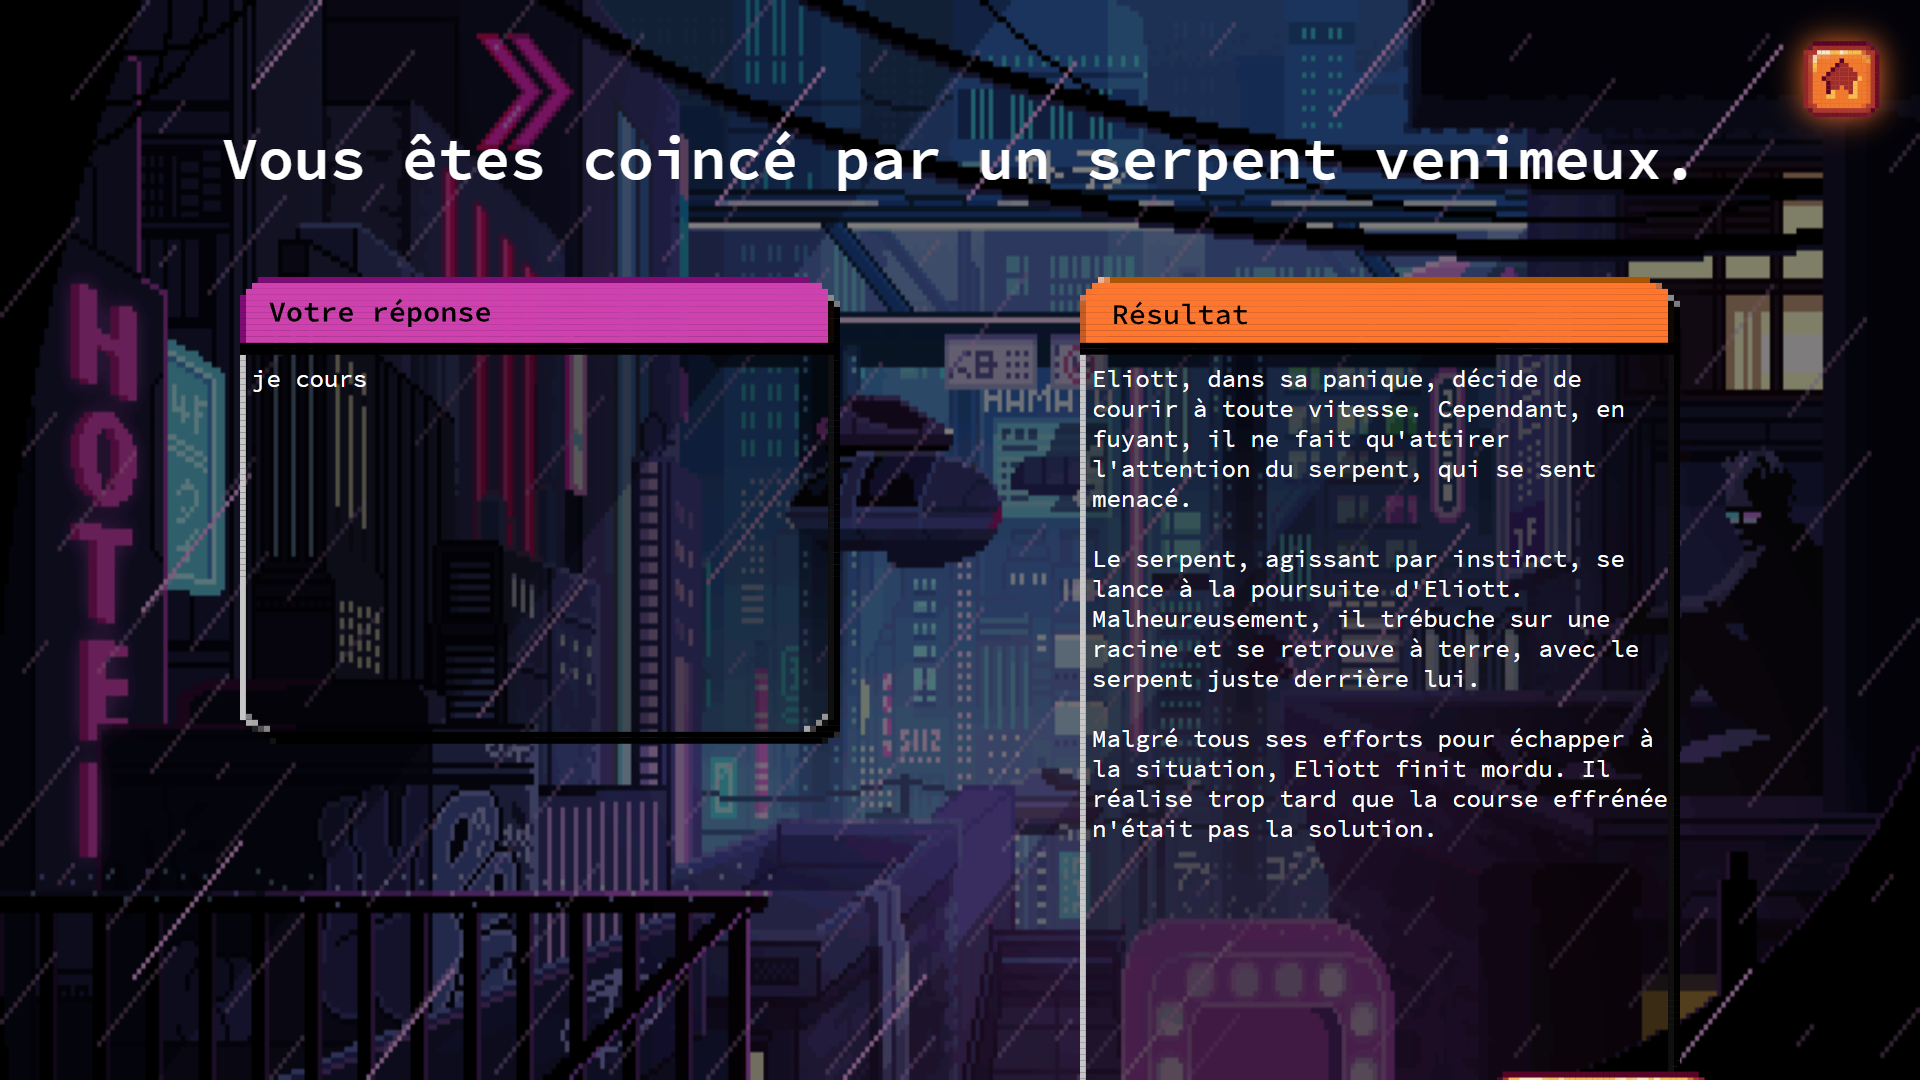 Vous êtes coincé par un serpent venimeux.
Votre réponse
je cours
Résultat
Eliott, dans sa panique, décide de
courir à toute vitesse. Cependant, en
fuyant, il ne fait qu'attirer
l'attention du serpent, qui se sent
menacé.
Le serpent, agissant par instinct, se
lance à la poursuite d'Eliott.
Malheureusement, il trébuche sur une
racine et se retrouve à terre, avec le
serpent juste derrière lui.
Malgré tous ses efforts pour échapper à
la situation, Eliott finit mordu. Il
réalise trop tard que la course effrénée
n'était pas la solution.
HOTEL
4F
MAMA